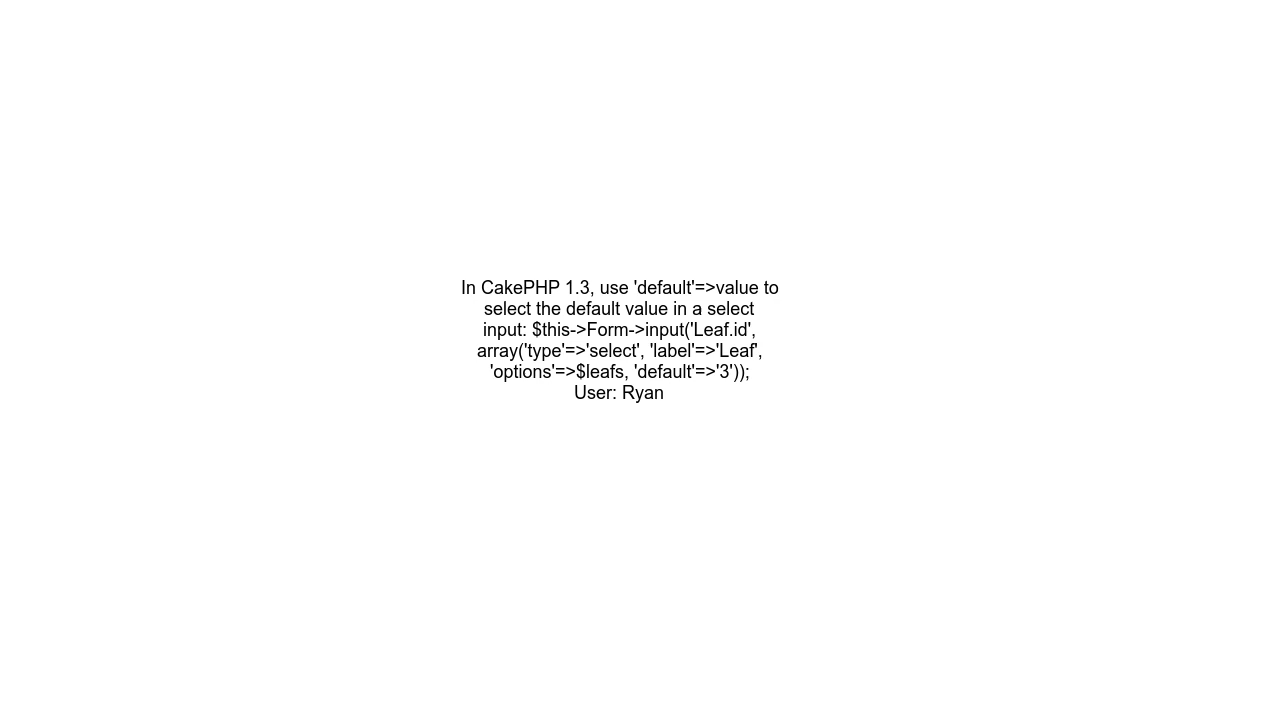 In CakePHP 1.3, use 'default'=>value to
select the default value in a select
input: $this->Form->input('Leaf.id',
array('type'=>'select', 'label'=>'Leaf',
'options'=>$leafs, 'default'=>'3'));
User: Ryan